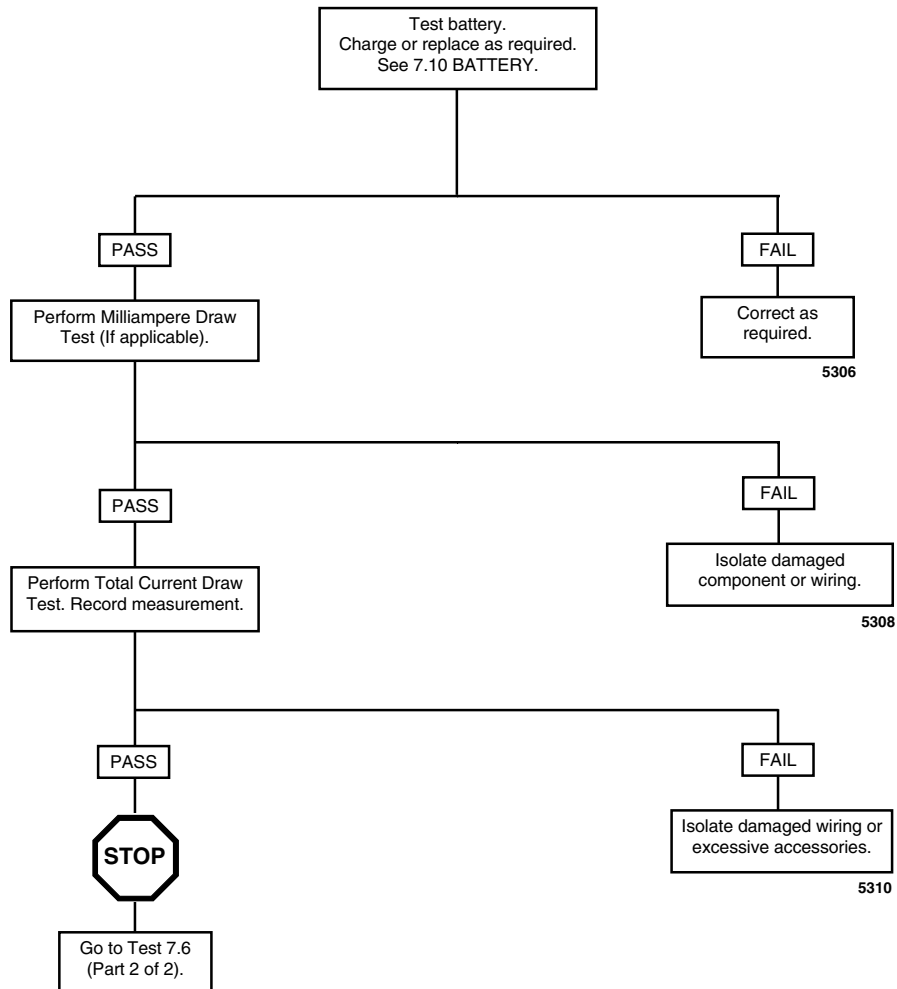 Test battery.
Charge or replace as required.
See 7.10 BATTERY.
PASS
FAIL
Perform Milliampere Draw
Test (If applicable).
Correct as
required.
5306
PASS
FAIL
Perform Total Current Draw
Test. Record measurement.
Isolate damaged
component or wiring.
5308
PASS
FAIL
STOP
Isolate damaged wiring or
excessive accessories.
5310
Go to Test 7.6
(Part 2 of 2).